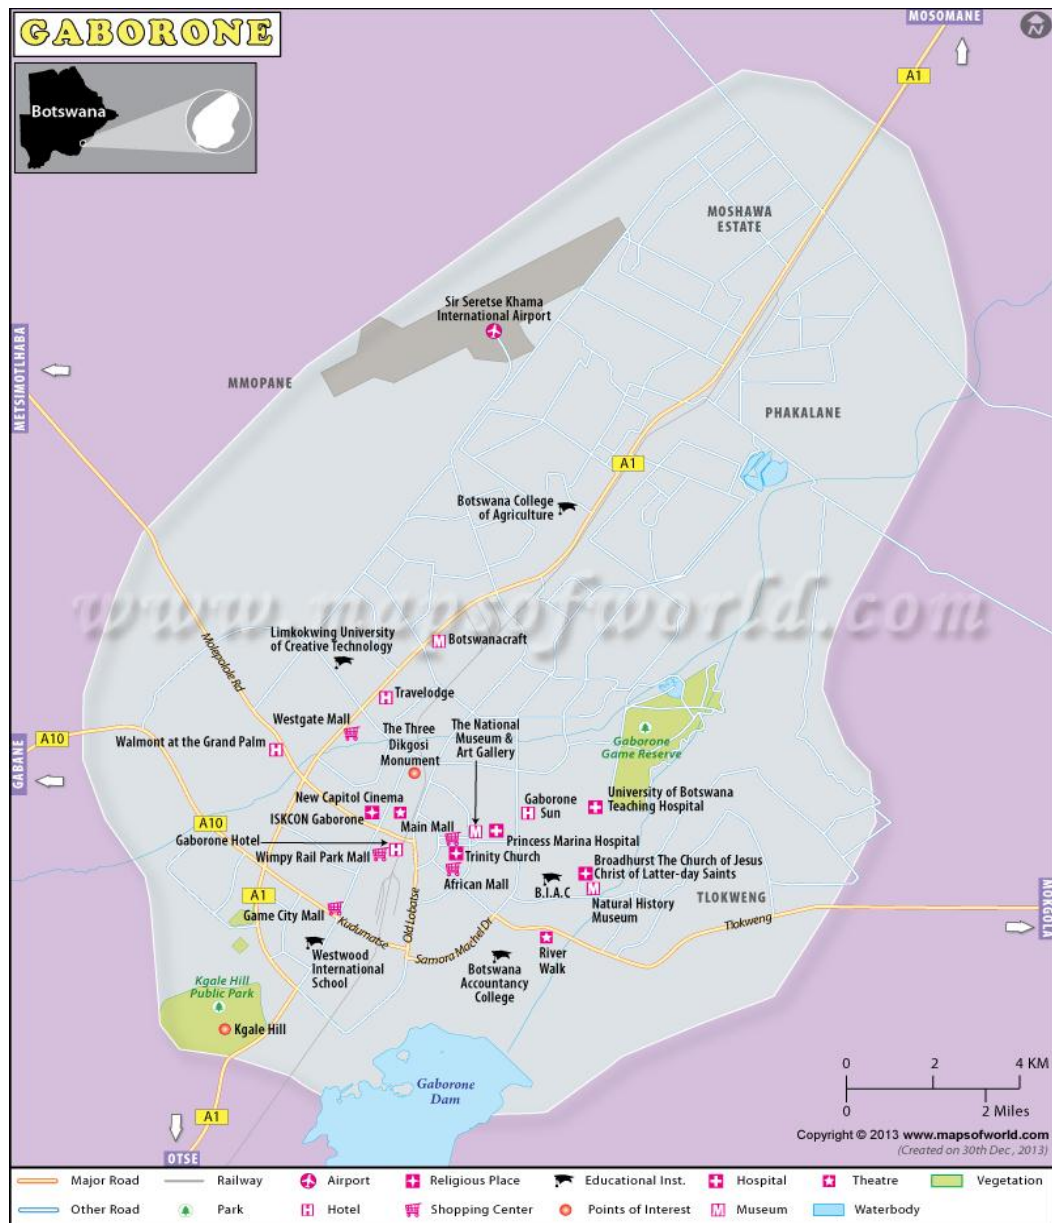 GABORONE
MOSOMANE
N
A1
Botswana
MOSHAWA
ESTATE
Sir Seretse Khama
International Airport
METSIMOTLHABA
MMOPANE
PHAKALANE
A1
Botswana College
of Agriculture
www.mapsofworld.com
Limkokwing University
of Creative Technology
Botswanacraft
Molepolole Rd
Travelodge
Westgate Mall
The Three
Dikgosi
Monument
The National
Museum &
Art Gallery
A10
Walmont at the Grand Palm
GABANE
Gaborone
Game Reserve
University of Botswana
Teaching Hospital
New Capitol Cinema
ISKCON Gaborone
Gaborone
Sun
A10
Main Mall
Gaborone Hotel
Princess Marina Hospital
Wimpy Rail Park Mall
Trinity Church
Broadhurst The Church of Jesus
Christ of Latter-day Saints
African Mall
B.I.A.C
A1
TLOKWENG
MOKGOLA
Natural History
Museum
Game City Mall
Kudumatse
Old Lobatse
Samora Machel Dr
Tlokweng
Westwood
International
School
River
Walk
Botswana
Accountancy
College
Kgale Hill
Public Park
Kgale Hill
Gaborone
Dam
0 2 4 KM
0 2 Miles
A1
OTSE
Copyright © 2013 www.mapsofworld.com
(Created on 30th Dec, 2013)
Major Road
Railway
Airport
Religious Place
Educational Inst.
Hospital
Theatre
Vegetation
Other Road
Park
H Hotel
Shopping Center
Points of Interest
M Museum
Waterbody